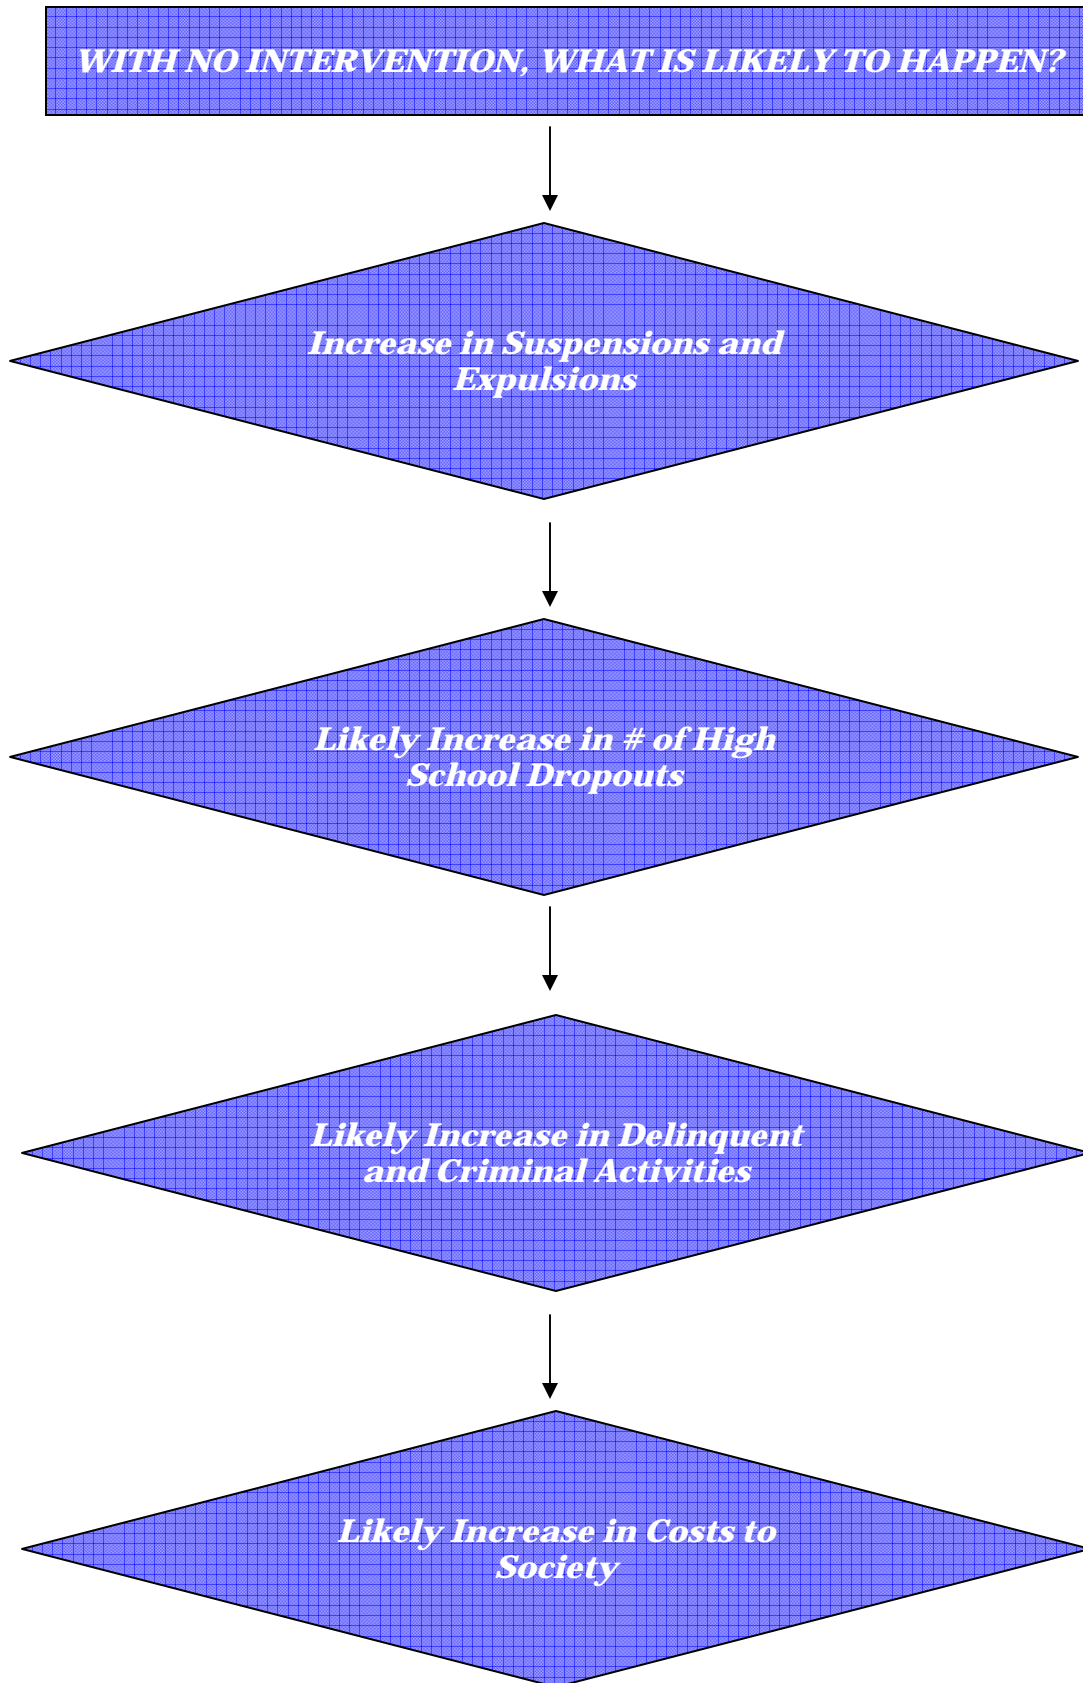 WITH NO INTERVENTION, WHAT IS LIKELY TO HAPPEN?
Increase in Suspensions and
Expulsions
Likely Increase in # of High
School Dropouts
Likely Increase in Delinquent
and Criminal Activities
Likely Increase in Costs to
Society